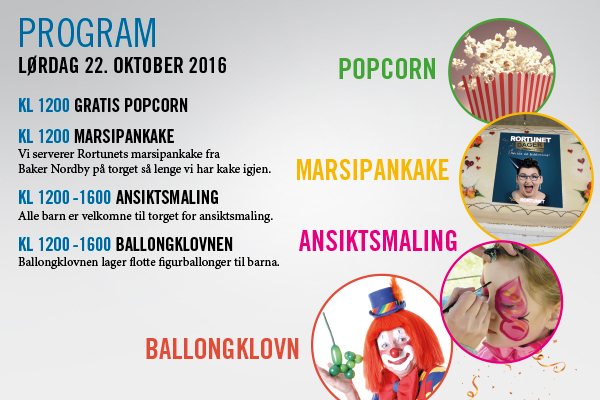 PROGRAM
LØRDAG 22. OKTOBER 2016
KL 1200 GRATIS POPCORN
KL 1200 MARSIPANKAKE
Vi serverer Rortunets marsipankake fra
Baker Nordby på torget så lenge vi har kake igjen.
KL 1200 -1600 ANSIKTSMALING
Alle barn er velkomne til torget for ansiktsmaling.
KL 1200 -1600 BALLONGKLOVNEN
Ballongklovnen lager flotte figurballonger til barna.
POPCORN
MARSIPANKAKE
RORTUNET
ANSIKTSMALING
BALLONGKLOVN